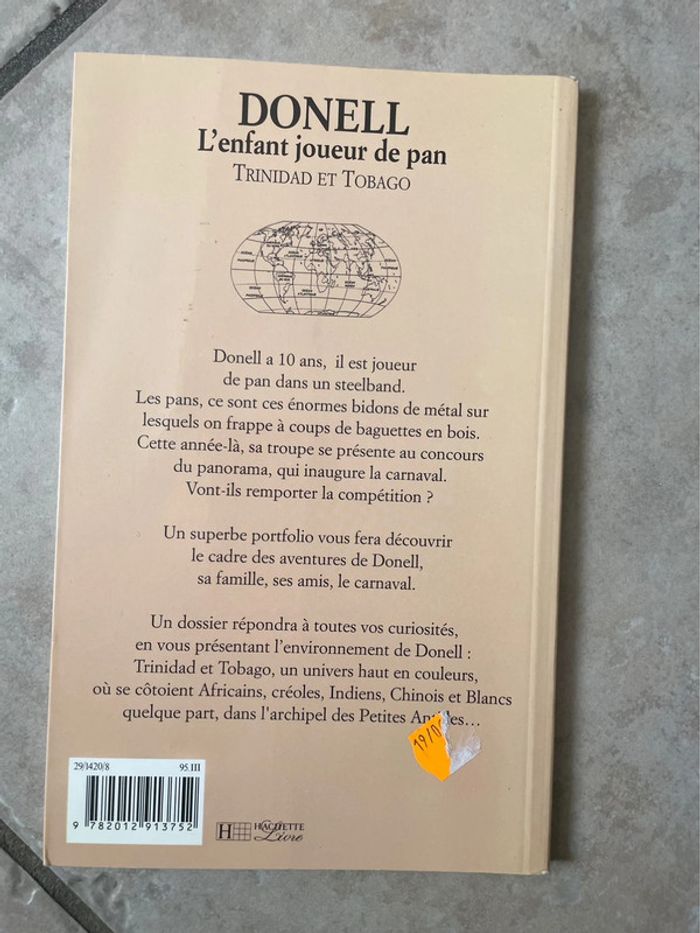 DONELL
L'enfant joueur de pan
TRINIDAD ET TOBAGO
Donell a 10 ans, il est joueur
de pan dans un steelband.
Les pans, ce sont ces énormes bidons de métal sur
lesquels on frappe à coups de baguettes en bois.
Cette année-là, sa troupe se présente au concours
du panorama, qui inaugure la carnaval.
Vont-ils remporter la compétition ?
Un superbe portfolio vous fera découvrir
le cadre des aventures de Donell,
sa famille, ses amis, le carnaval.
Un dossier répondra à toutes vos curiosités,
en vous présentant l'environnement de Donell :
Trinidad et Tobago, un univers haut en couleurs,
où se côtoient Africains, créoles, Indiens, Chinois et Blancs
quelque part, dans l'archipel des Petites
19/0
29/1420/8 95.III
9 782012 913752
H HACHETTE
Livre